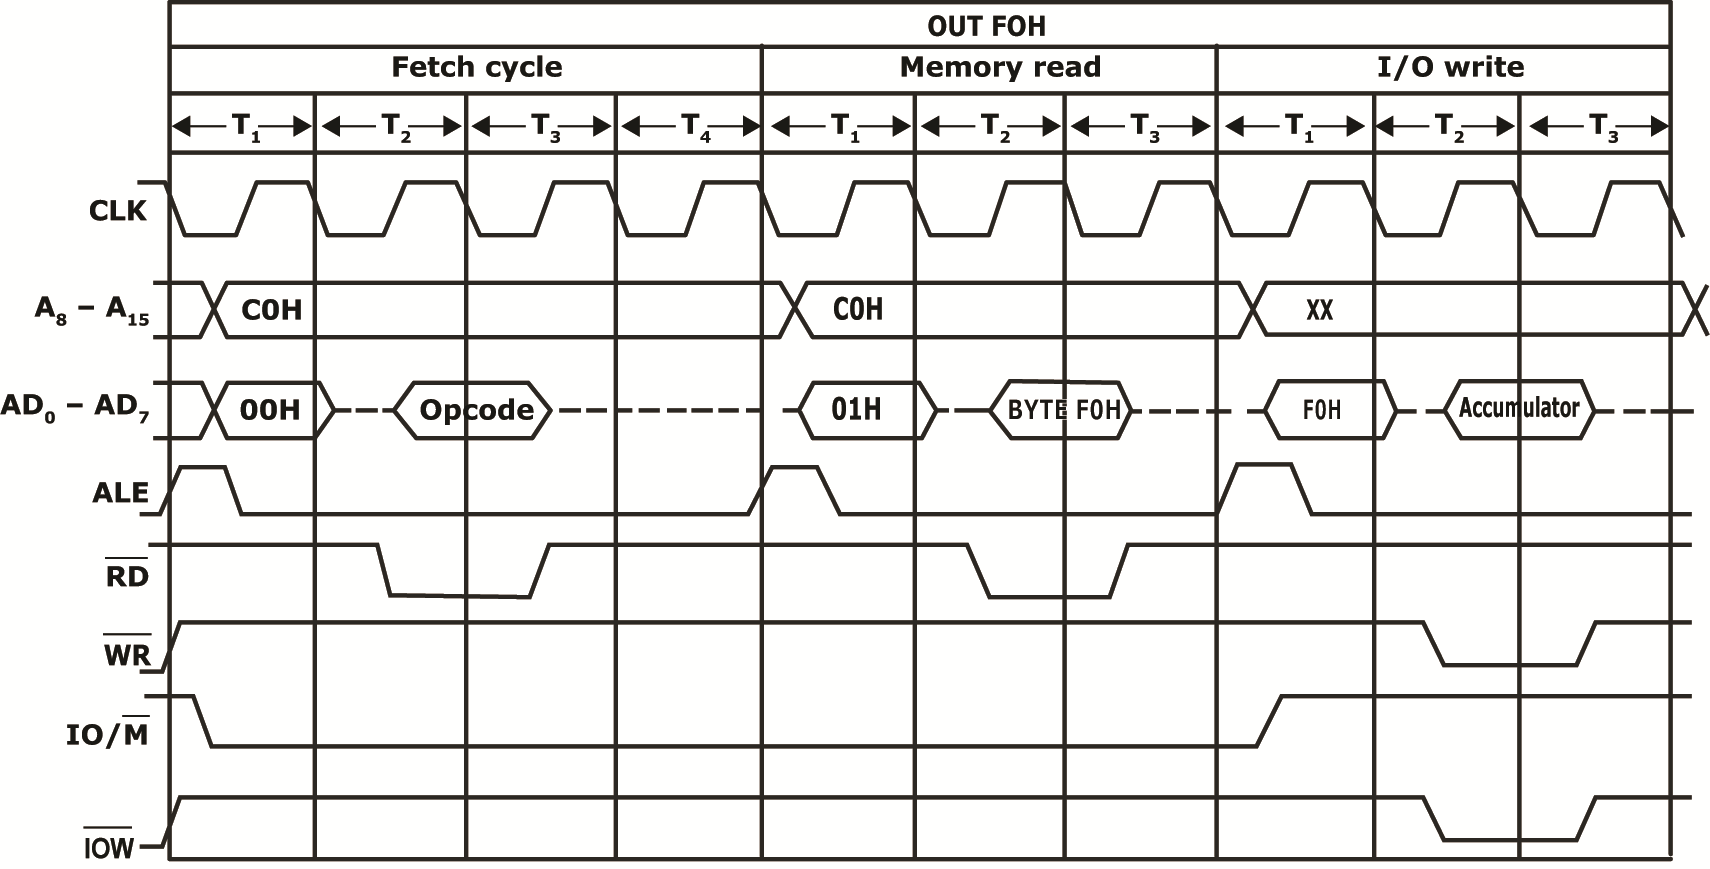 OUT FOH
Fetch cycle Memory read I/O write
T1 T2 T3 T4 T1 T2 T3 T1 T2 T3
CLK
A8 – A15 C0H C0H XX
AD0 – AD7 00H Opcode 01H BYTE FOH F0H Accumulator
ALE
RD
WR
IO/M
IOW